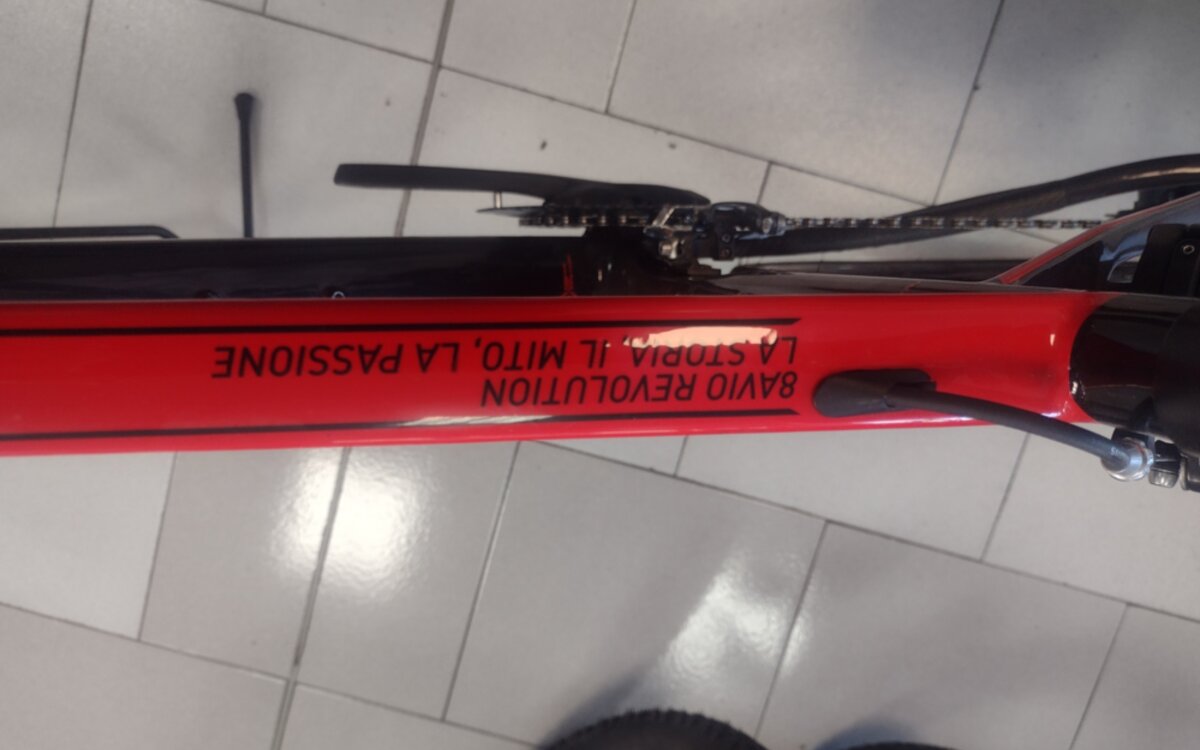 8AVIO REVOLUTION
LA STORIA, IL MITO, LA PASSIONE